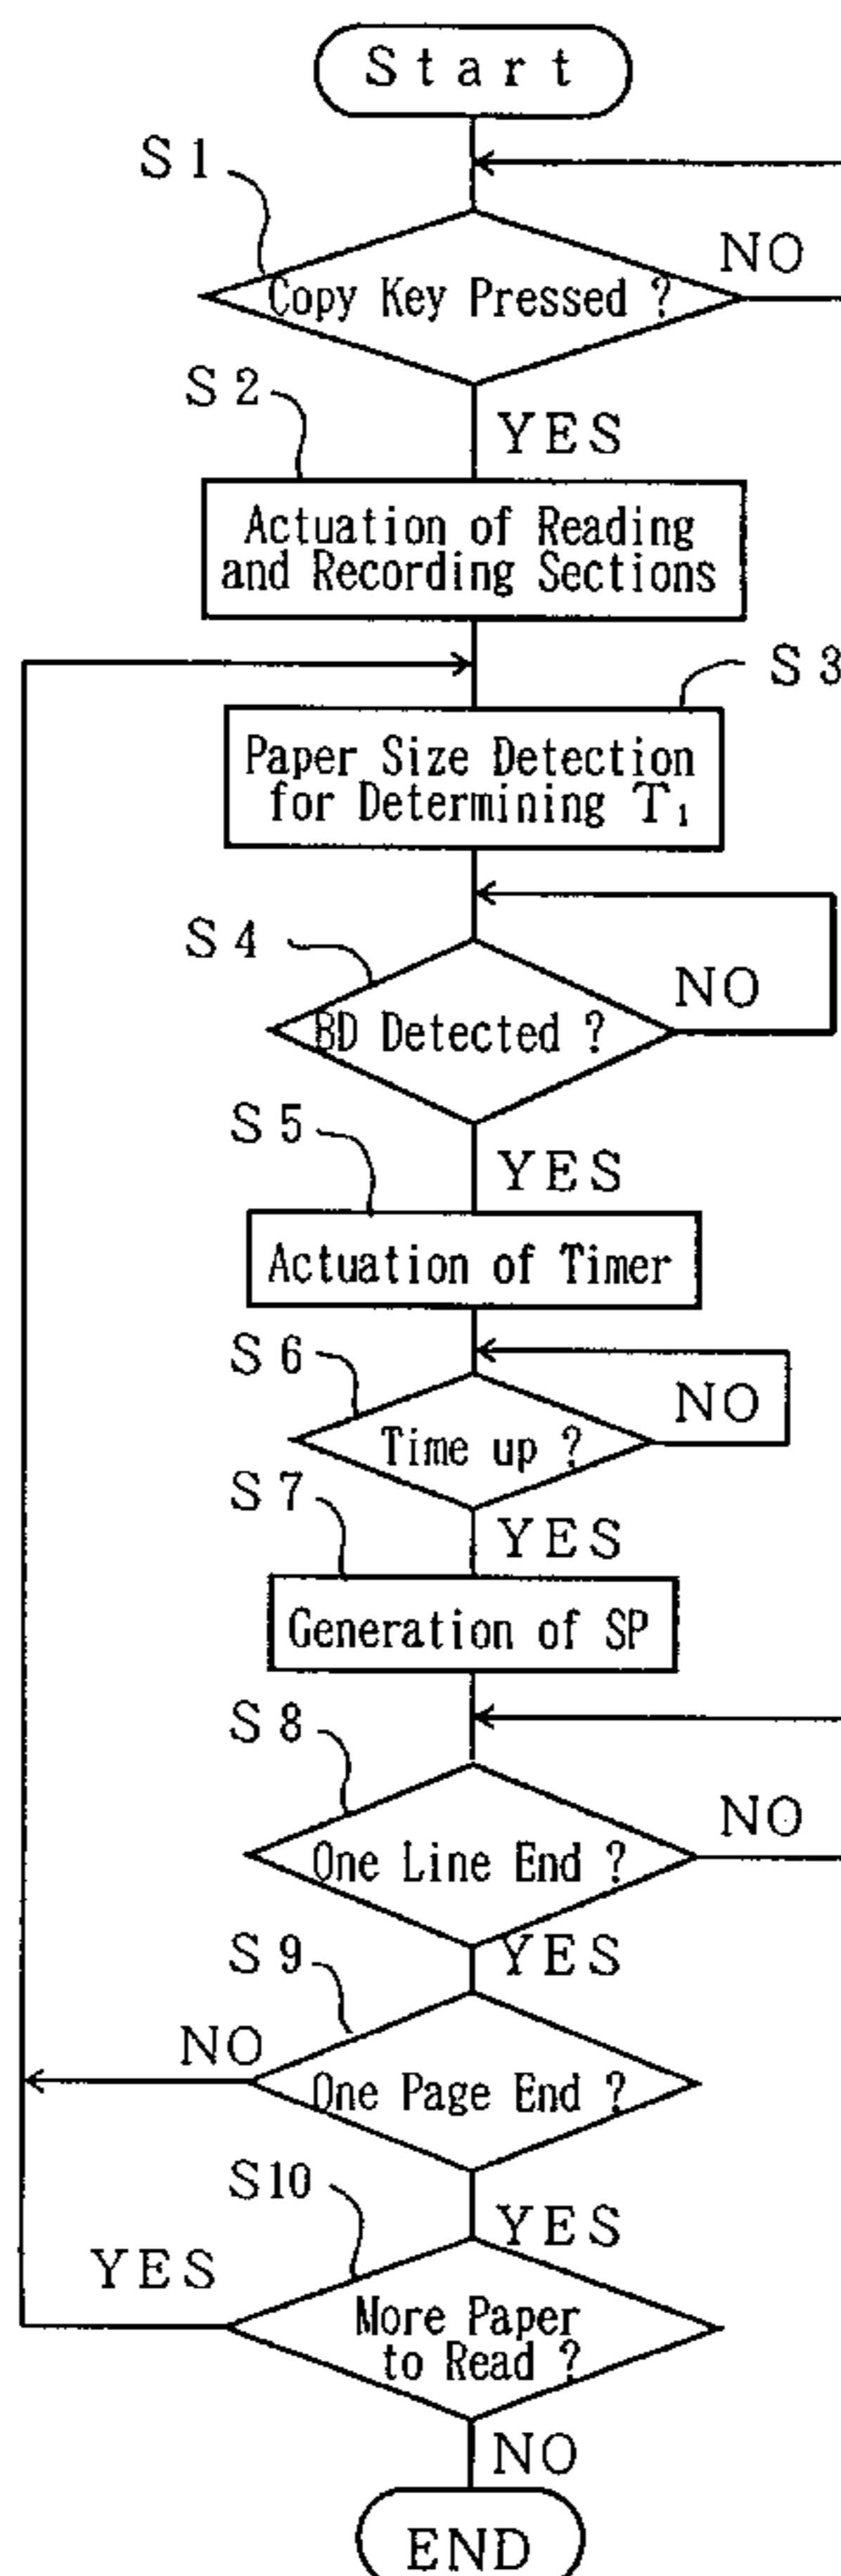 Start
S1
Copy Key Pressed ?
NO
S2
YES
Actuation of Reading
and Recording Sections
S3
Paper Size Detection
for Determining T₁
S4
BD Detected ?
NO
S5
YES
Actuation of Timer
S6
Time up ?
NO
S7
YES
Generation of SP
S8
One Line End ?
NO
S9
YES
NO
One Page End ?
S10
YES
YES
More Paper
to Read ?
NO
END